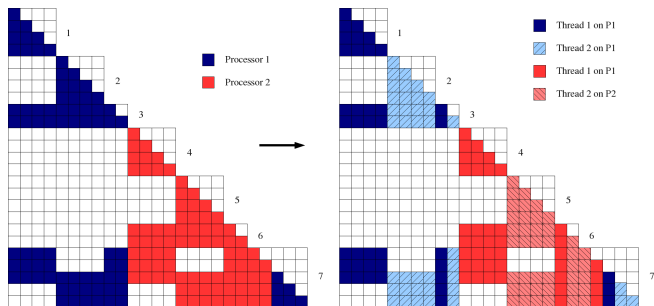 1
2
3
4
5
6
7
Processor 1
Processor 2
1
2
3
4
5
6
7
Thread 1 on P1
Thread 2 on P1
Thread 1 on P1
Thread 2 on P2